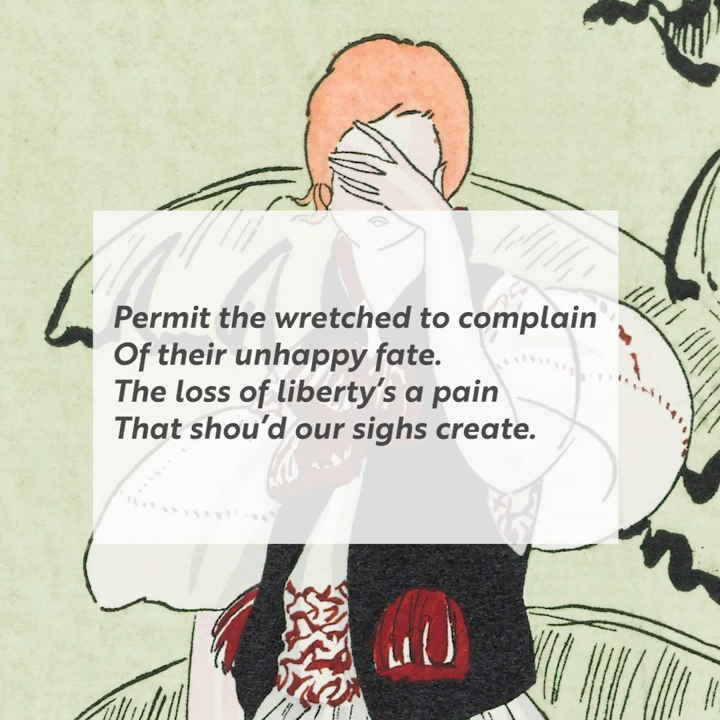 Permit the wretched to complain
Of their unhappy fate.
The loss of liberty’s a pain
That shou’d our sighs create.